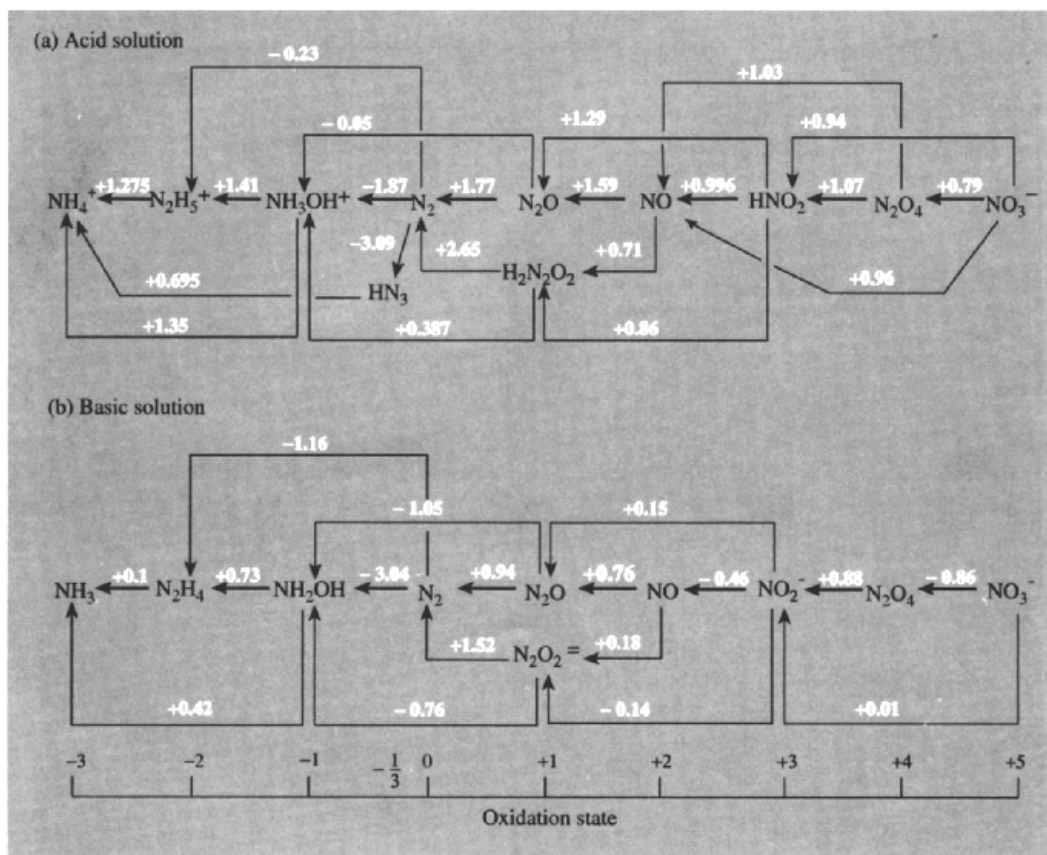 (a) Acid solution
− 0.23
+1.03
− 0.05
+1.29
+0.94
NH₄⁺ +1.275 N₂H₅⁺ +1.41 NH₃OH⁺ −1.87 N₂ +1.77 N₂O +1.59 NO +0.996 HNO₂ +1.07 N₂O₄ +0.79 NO₃⁻
−3.09
+2.65
H₂N₂O₂
+0.71
+0.695
HN₃
+0.96
+1.35
+0.387
+0.86
(b) Basic solution
−1.16
− 1.05
+0.15
NH₃ +0.1 N₂H₄ +0.73 NH₂OH − 3.04 N₂ +0.94 N₂O +0.76 NO − 0.46 NO₂⁻ +0.88 N₂O₄ − 0.86 NO₃⁻
+1.52
N₂O₂⁼
+0.18
+0.42
− 0.76
− 0.14
+0.01
−3 −2 −1 −1/3 0 +1 +2 +3 +4 +5
Oxidation state